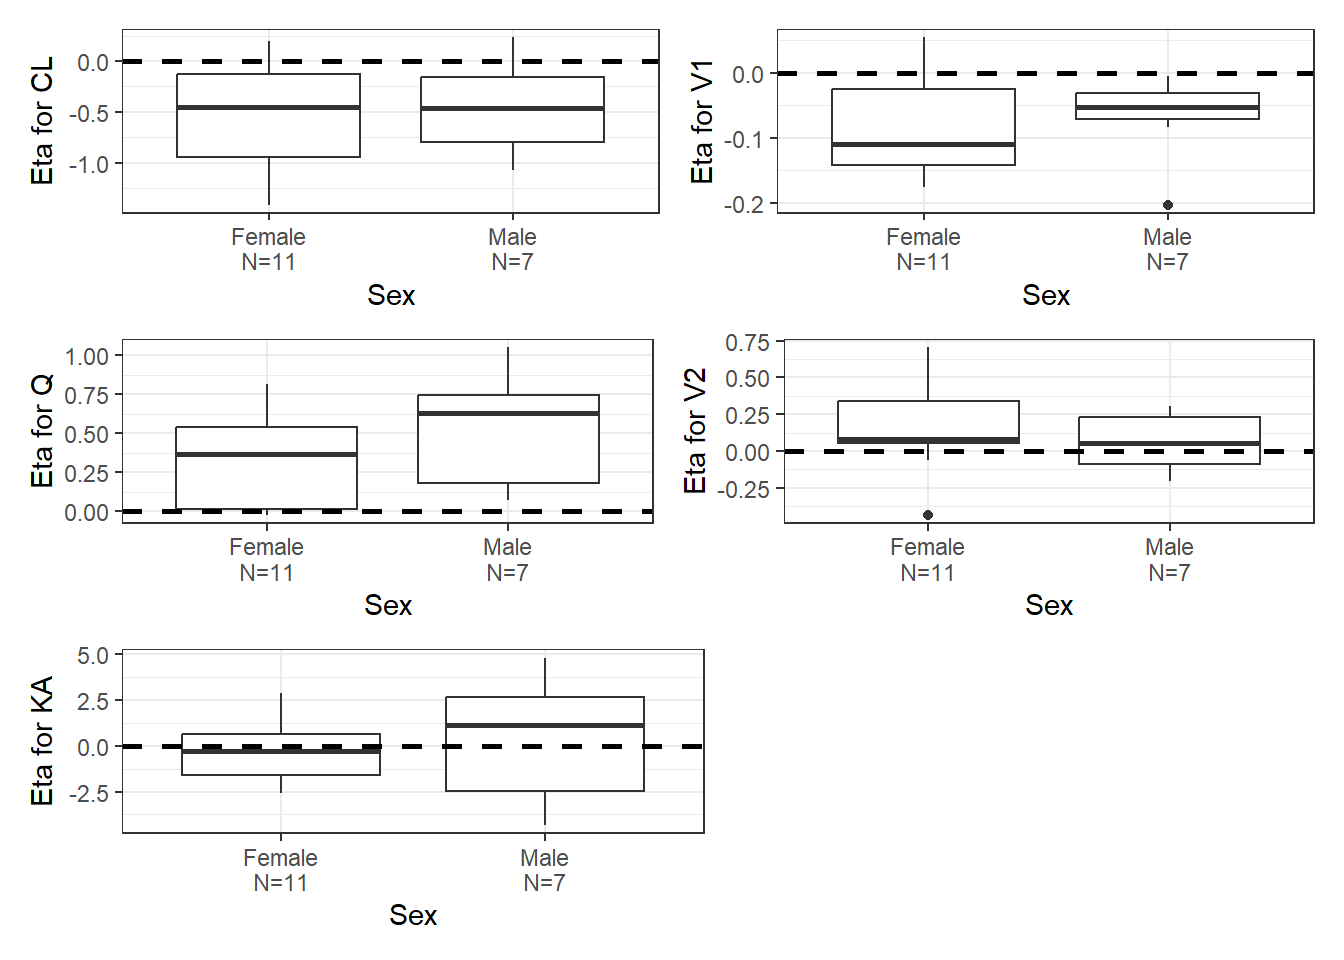 Eta for CL
0.0
-0.5
-1.0
Female
N=11
Male
N=7
Sex
Eta for V1
0.0
-0.1
-0.2
Female
N=11
Male
N=7
Sex
Eta for Q
1.00
0.75
0.50
0.25
0.00
Female
N=11
Male
N=7
Sex
Eta for V2
0.75
0.50
0.25
0.00
-0.25
Female
N=11
Male
N=7
Sex
Eta for KA
5.0
2.5
0.0
-2.5
Female
N=11
Male
N=7
Sex